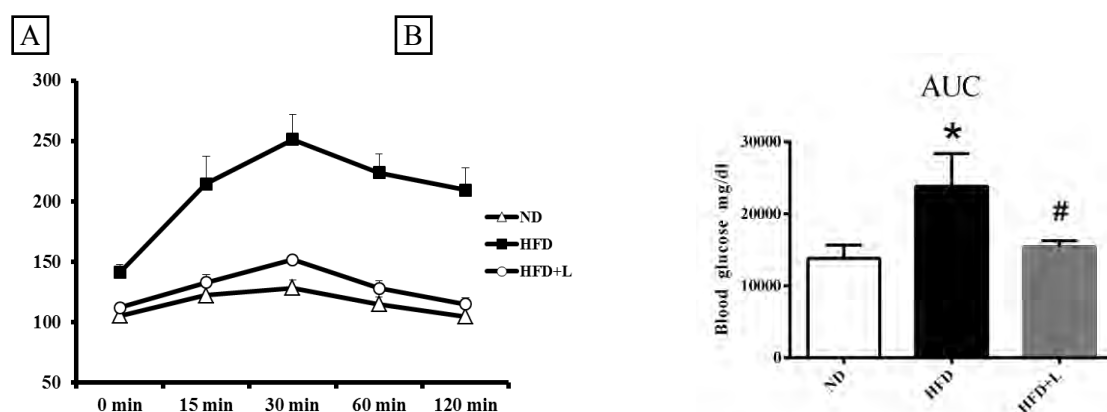 A
B
300
250
200
150
100
50
0 min 15 min 30 min 60 min 120 min
ND
HFD
HFD+L
AUC
Blood glucose mg/dl
30000
20000
10000
0
*
#
ND
HFD
HFD+L